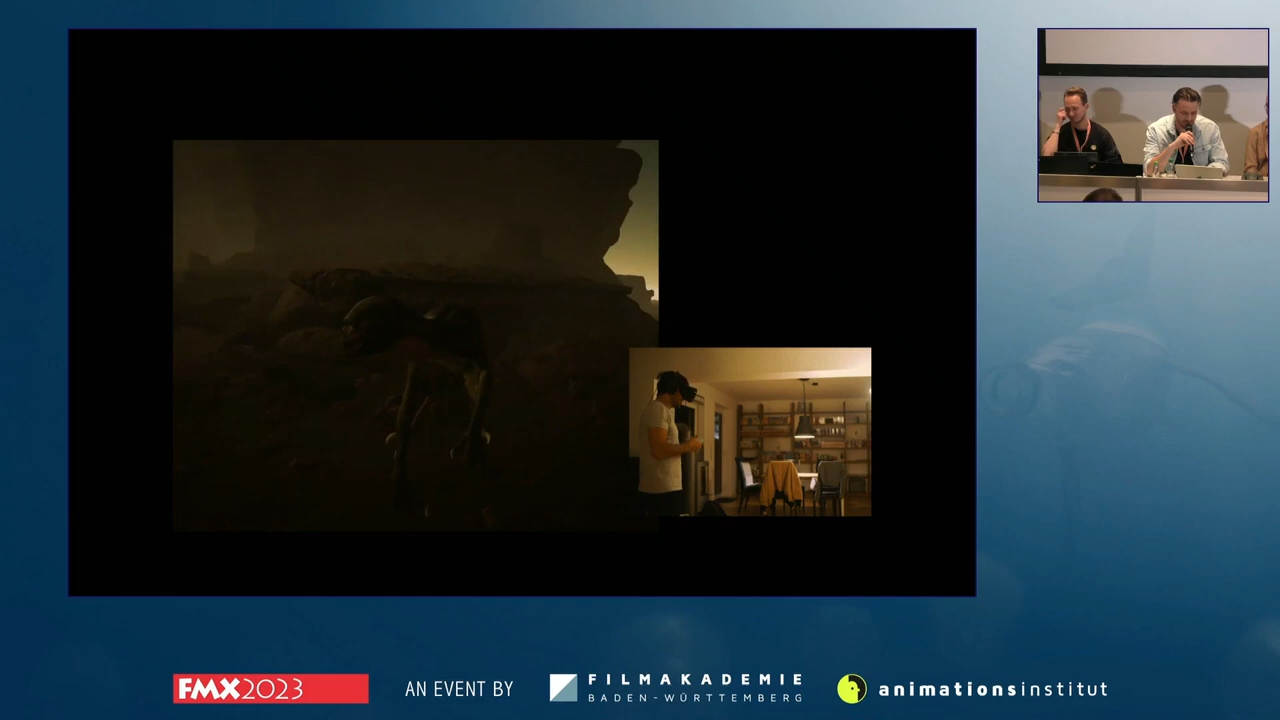 FMX2023
AN EVENT BY
FILMAKADEMIE
BADEN-WÜRTTEMBERG
animationsinstitut